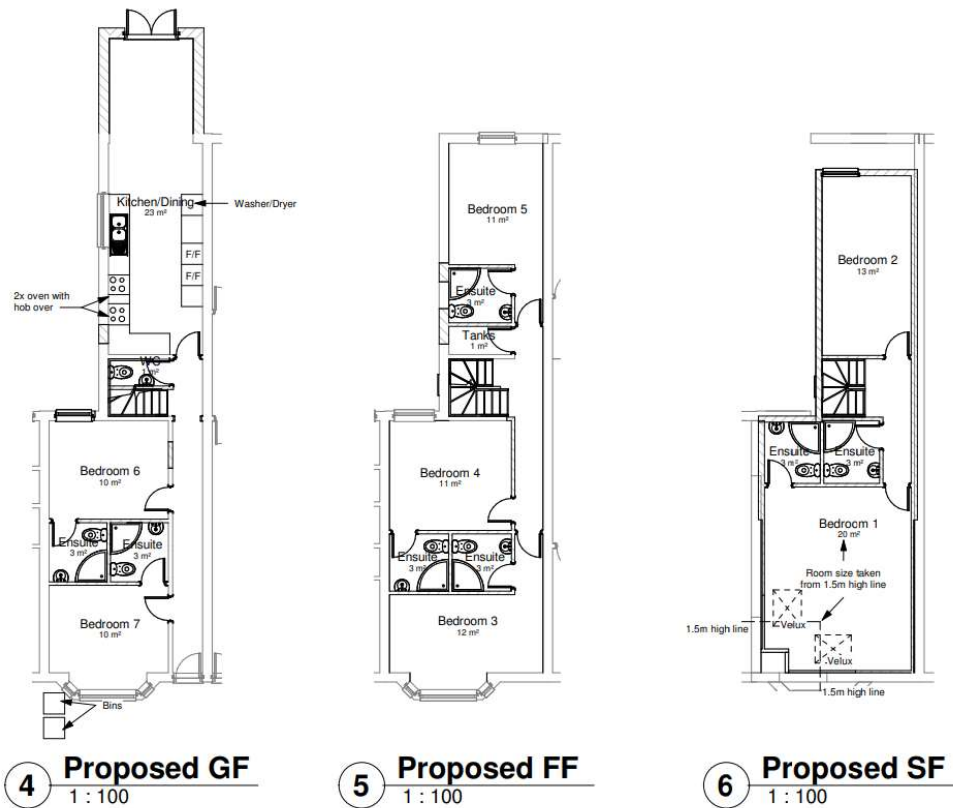 Kitchen/Dining
23 m²
Washer/Dryer
F/F
F/F
2x oven with
hob over
WC
1 m²
Bedroom 6
10 m²
Ensuite
3 m²
Ensuite
3 m²
Bedroom 7
10 m²
Bins
4
Proposed GF
1 : 100
Bedroom 5
11 m²
Ensuite
3 m²
Tanks
1 m²
Bedroom 4
11 m²
Ensuite
3 m²
Ensuite
3 m²
Bedroom 3
12 m²
5
Proposed FF
1 : 100
Bedroom 2
13 m²
Ensuite
3 m²
Ensuite
3 m²
Bedroom 1
20 m²
Room size taken
from 1.5m high line
1.5m high line
Velux
Velux
1.5m high line
6
Proposed SF
1 : 100